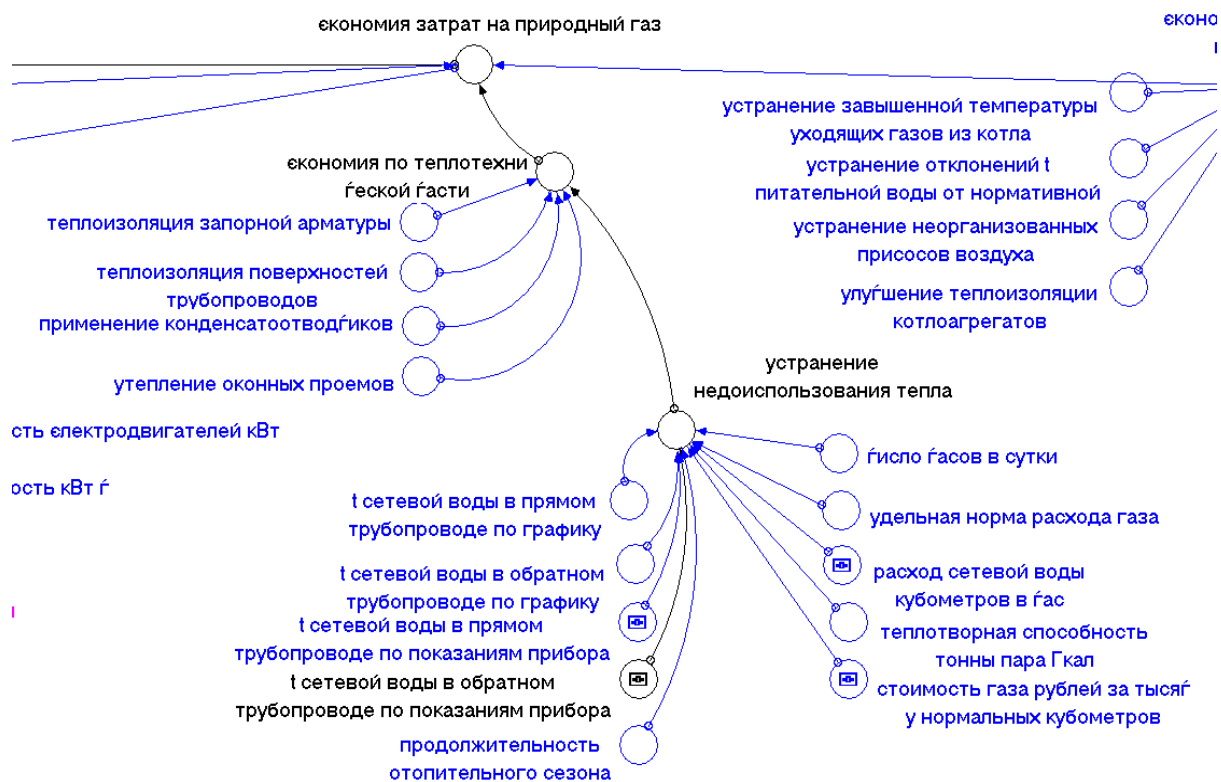 єкономия затрат на природный газ
єконо
устранение завышенной температуры
уходящих газов из котла
єкономия по теплотехни
ѓеской ѓасти
устранение отклонений t
питательной воды от нормативной
теплоизоляция запорной арматуры
устранение неорганизованных
присосов воздуха
теплоизоляция поверхностей
трубопроводов
улуѓшение теплоизоляции
котлоагрегатов
применение конденсатоотводѓиков
утепление оконных проемов
устранение
недоиспользования тепла
сть єлектродвигателей кВт
ѓисло ѓасов в сутки
ость кВт ѓ
t сетевой воды в прямом
трубопроводе по графику
удельная норма расхода газа
t сетевой воды в обратном
трубопроводе по графику
расход сетевой воды
кубометров в ѓас
t сетевой воды в прямом
трубопроводе по показаниям прибора
теплотворная способность
тонны пара Гкал
t сетевой воды в обратном
трубопроводе по показаниям прибора
стоимость газа рублей за тысяѓ
у нормальных кубометров
продолжительность
отопительного сезона